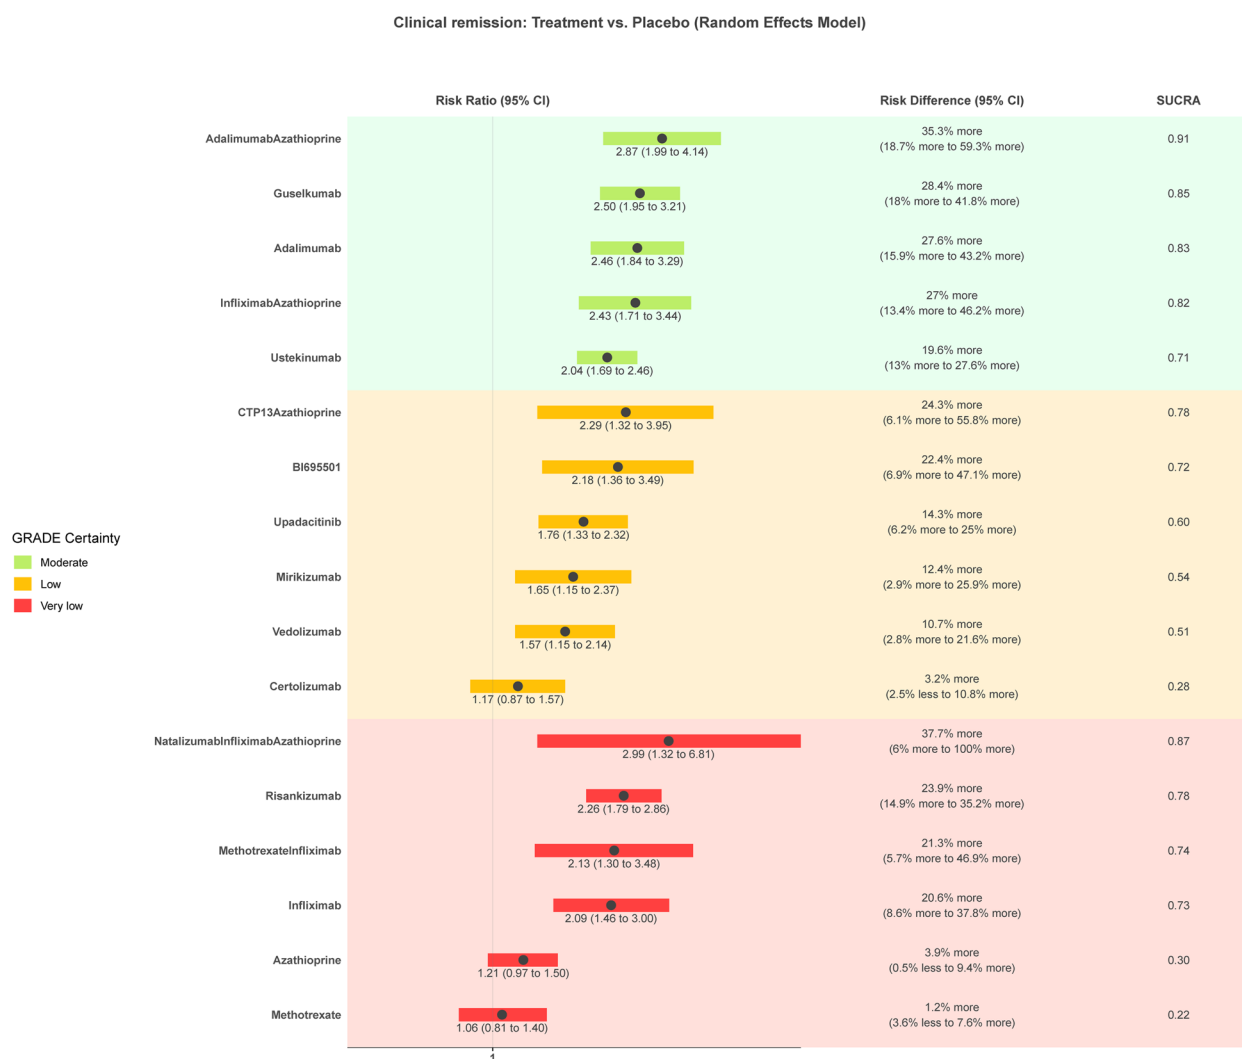 Clinical remission: Treatment vs. Placebo (Random Effects Model)
Risk Ratio (95% CI) Risk Difference (95% CI) SUCRA
AdalimumabAzathioprine 2.87 (1.99 to 4.14) 35.3% more 0.91
(18.7% more to 59.3% more)
Guselkumab 2.50 (1.95 to 3.21) 28.4% more 0.85
(18% more to 41.8% more)
Adalimumab 2.46 (1.84 to 3.29) 27.6% more 0.83
(15.9% more to 43.2% more)
InfliximabAzathioprine 2.43 (1.71 to 3.44) 27% more 0.82
(13.4% more to 46.2% more)
Ustekinumab 2.04 (1.69 to 2.46) 19.6% more 0.71
(13% more to 27.6% more)
CTP13Azathioprine 2.29 (1.32 to 3.95) 24.3% more 0.78
(6.1% more to 55.8% more)
BI695501 2.18 (1.36 to 3.49) 22.4% more 0.72
(6.9% more to 47.1% more)
Upadacitinib 1.76 (1.33 to 2.32) 14.3% more 0.60
(6.2% more to 25% more)
Mirikizumab 1.65 (1.15 to 2.37) 12.4% more 0.54
(2.9% more to 25.9% more)
Vedolizumab 1.57 (1.15 to 2.14) 10.7% more 0.51
(2.8% more to 21.6% more)
Certolizumab 1.17 (0.87 to 1.57) 3.2% more 0.28
(2.5% less to 10.8% more)
NatalizumabInfliximabAzathioprine 2.99 (1.32 to 6.81) 37.7% more 0.87
(6% more to 100% more)
Risankizumab 2.26 (1.79 to 2.86) 23.9% more 0.78
(14.9% more to 35.2% more)
MethotrexateInfliximab 2.13 (1.30 to 3.48) 21.3% more 0.74
(5.7% more to 46.9% more)
Infliximab 2.09 (1.46 to 3.00) 20.6% more 0.73
(8.6% more to 37.8% more)
Azathioprine 1.21 (0.97 to 1.50) 3.9% more 0.30
(0.5% less to 9.4% more)
Methotrexate 1.06 (0.81 to 1.40) 1.2% more 0.22
(3.6% less to 7.6% more)
1
GRADE Certainty
Moderate
Low
Very low